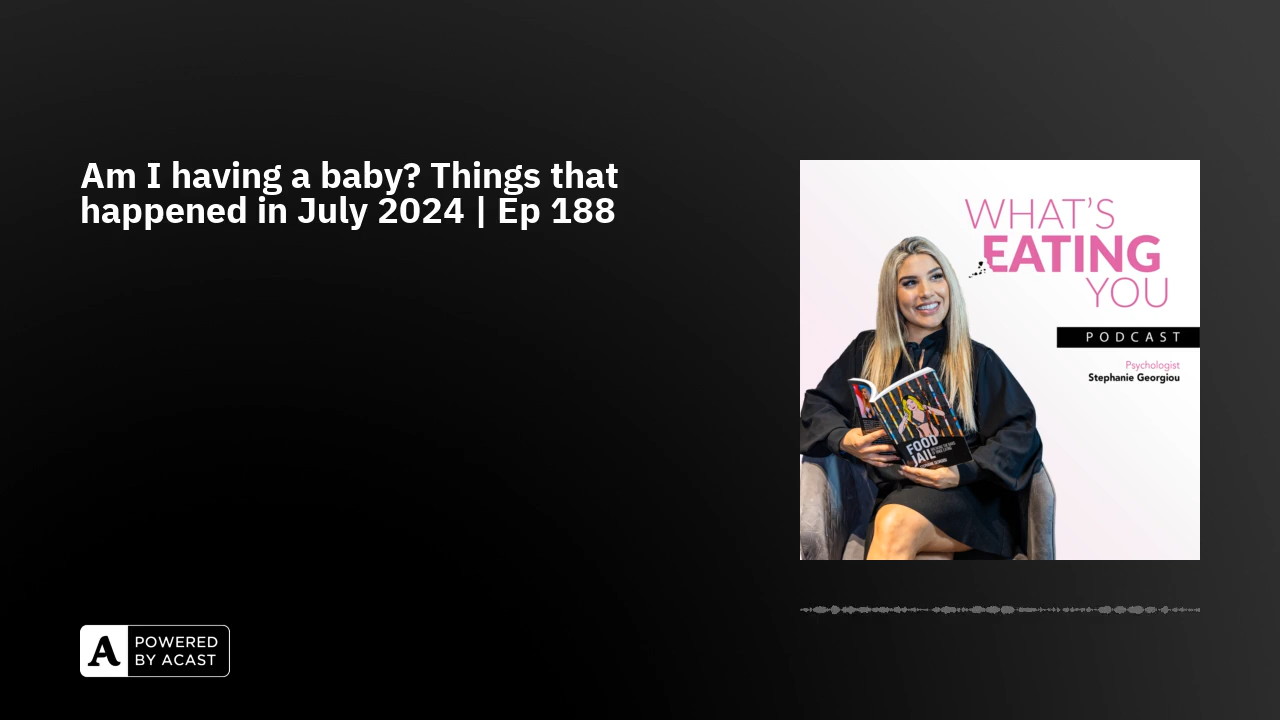 Am I having a baby? Things that
happened in July 2024 | Ep 188
WHAT'S
EATING
YOU
PODCAST
Psychologist
Stephanie Georgiou
FOOD
JAIL
A POWERED
BY ACAST